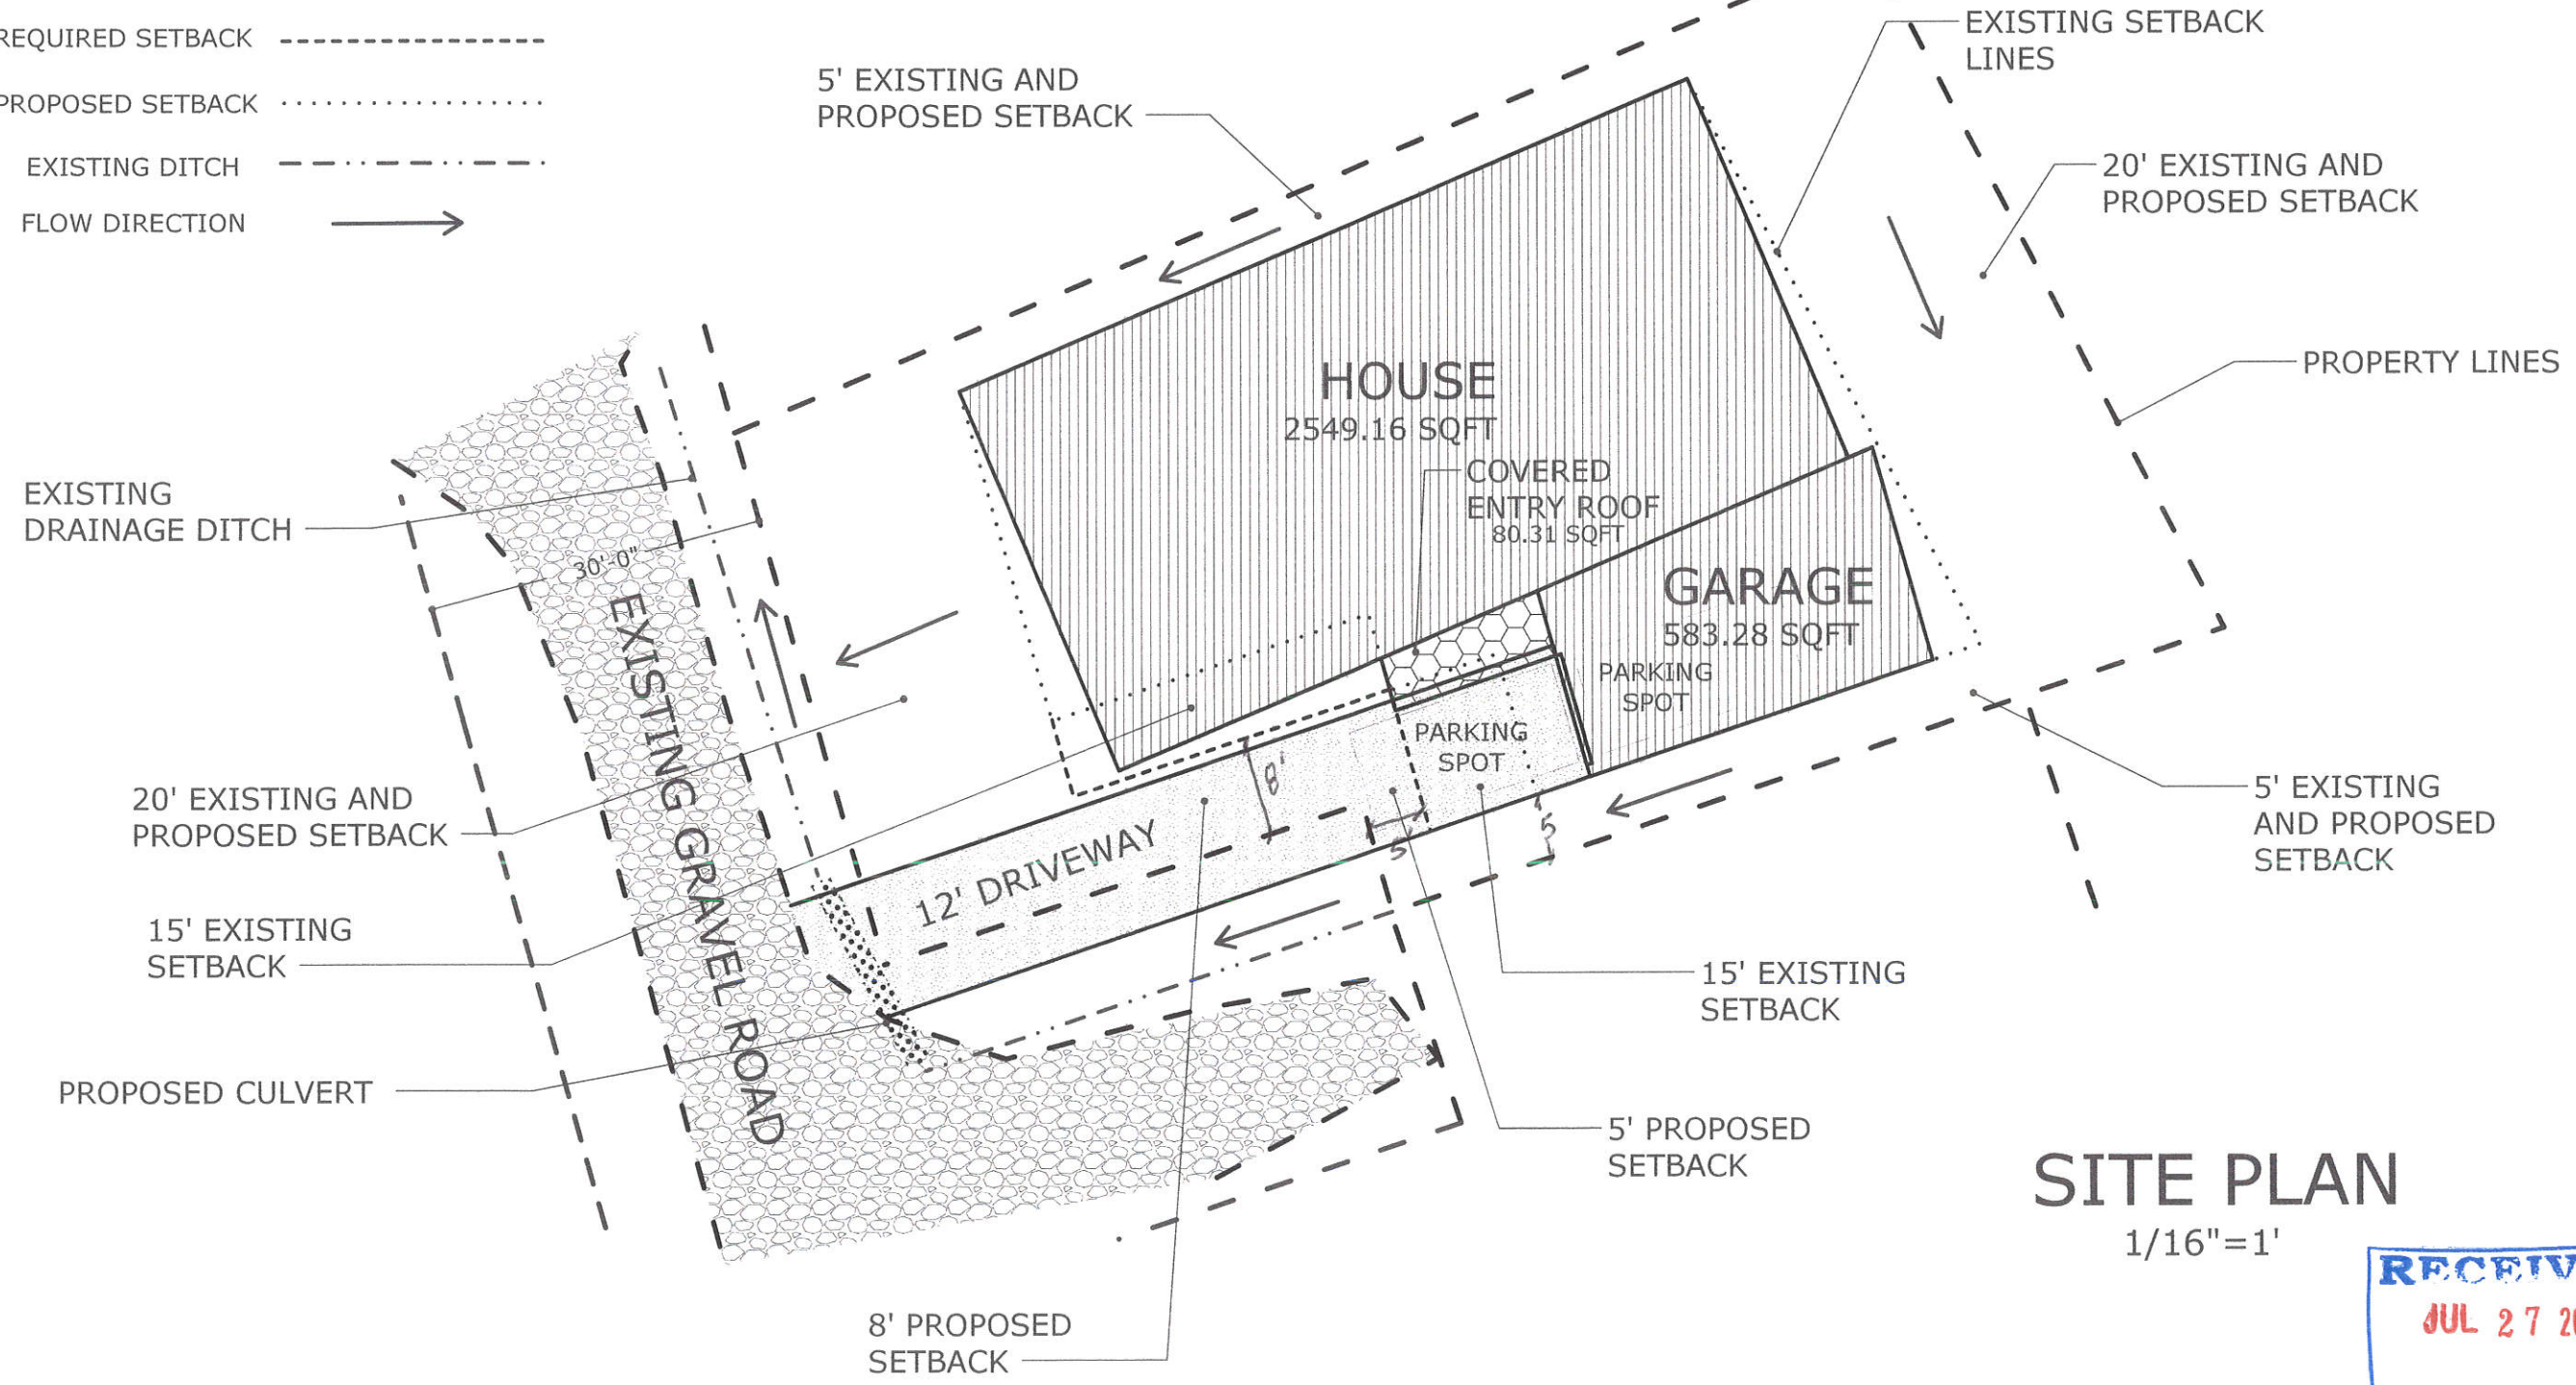 REQUIRED SETBACK
PROPOSED SETBACK
EXISTING DITCH
FLOW DIRECTION
5' EXISTING AND
PROPOSED SETBACK
EXISTING SETBACK
LINES
20' EXISTING AND
PROPOSED SETBACK
PROPERTY LINES
HOUSE
2549.16 SQFT
COVERED
ENTRY ROOF
80.31 SQFT
GARAGE
583.28 SQFT
PARKING
SPOT
PARKING
SPOT
EXISTING
DRAINAGE DITCH
30'-0"
EXISTING GRAVEL ROAD
20' EXISTING AND
PROPOSED SETBACK
8'
5'
5
12' DRIVEWAY
5' EXISTING
AND PROPOSED
SETBACK
15' EXISTING
SETBACK
15' EXISTING
SETBACK
PROPOSED CULVERT
5' PROPOSED
SETBACK
8' PROPOSED
SETBACK
SITE PLAN
1/16"=1'
RECEIV
JUL 27 20